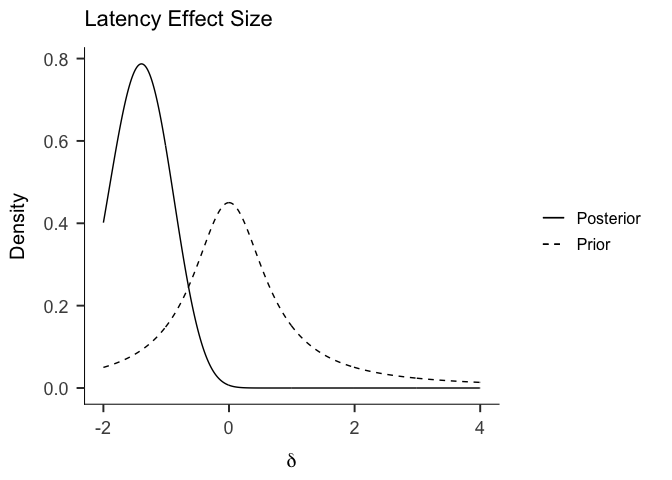 Latency Effect Size
Density
0.8
0.6
0.4
0.2
0.0
-2 0 2 4
δ
Posterior
Prior